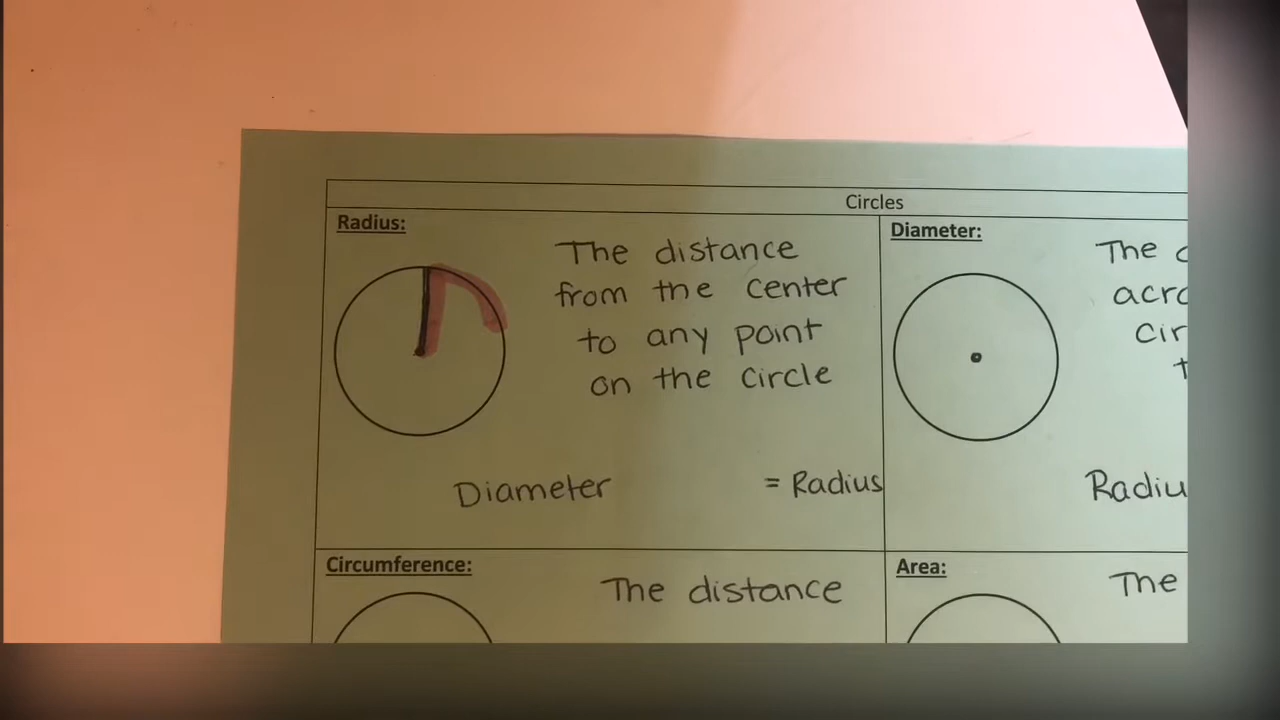 Circles
Radius:
The distance
from the center
to any point
on the circle
Diameter = Radius
Diameter:
The
Circumference:
The distance
Area:
The